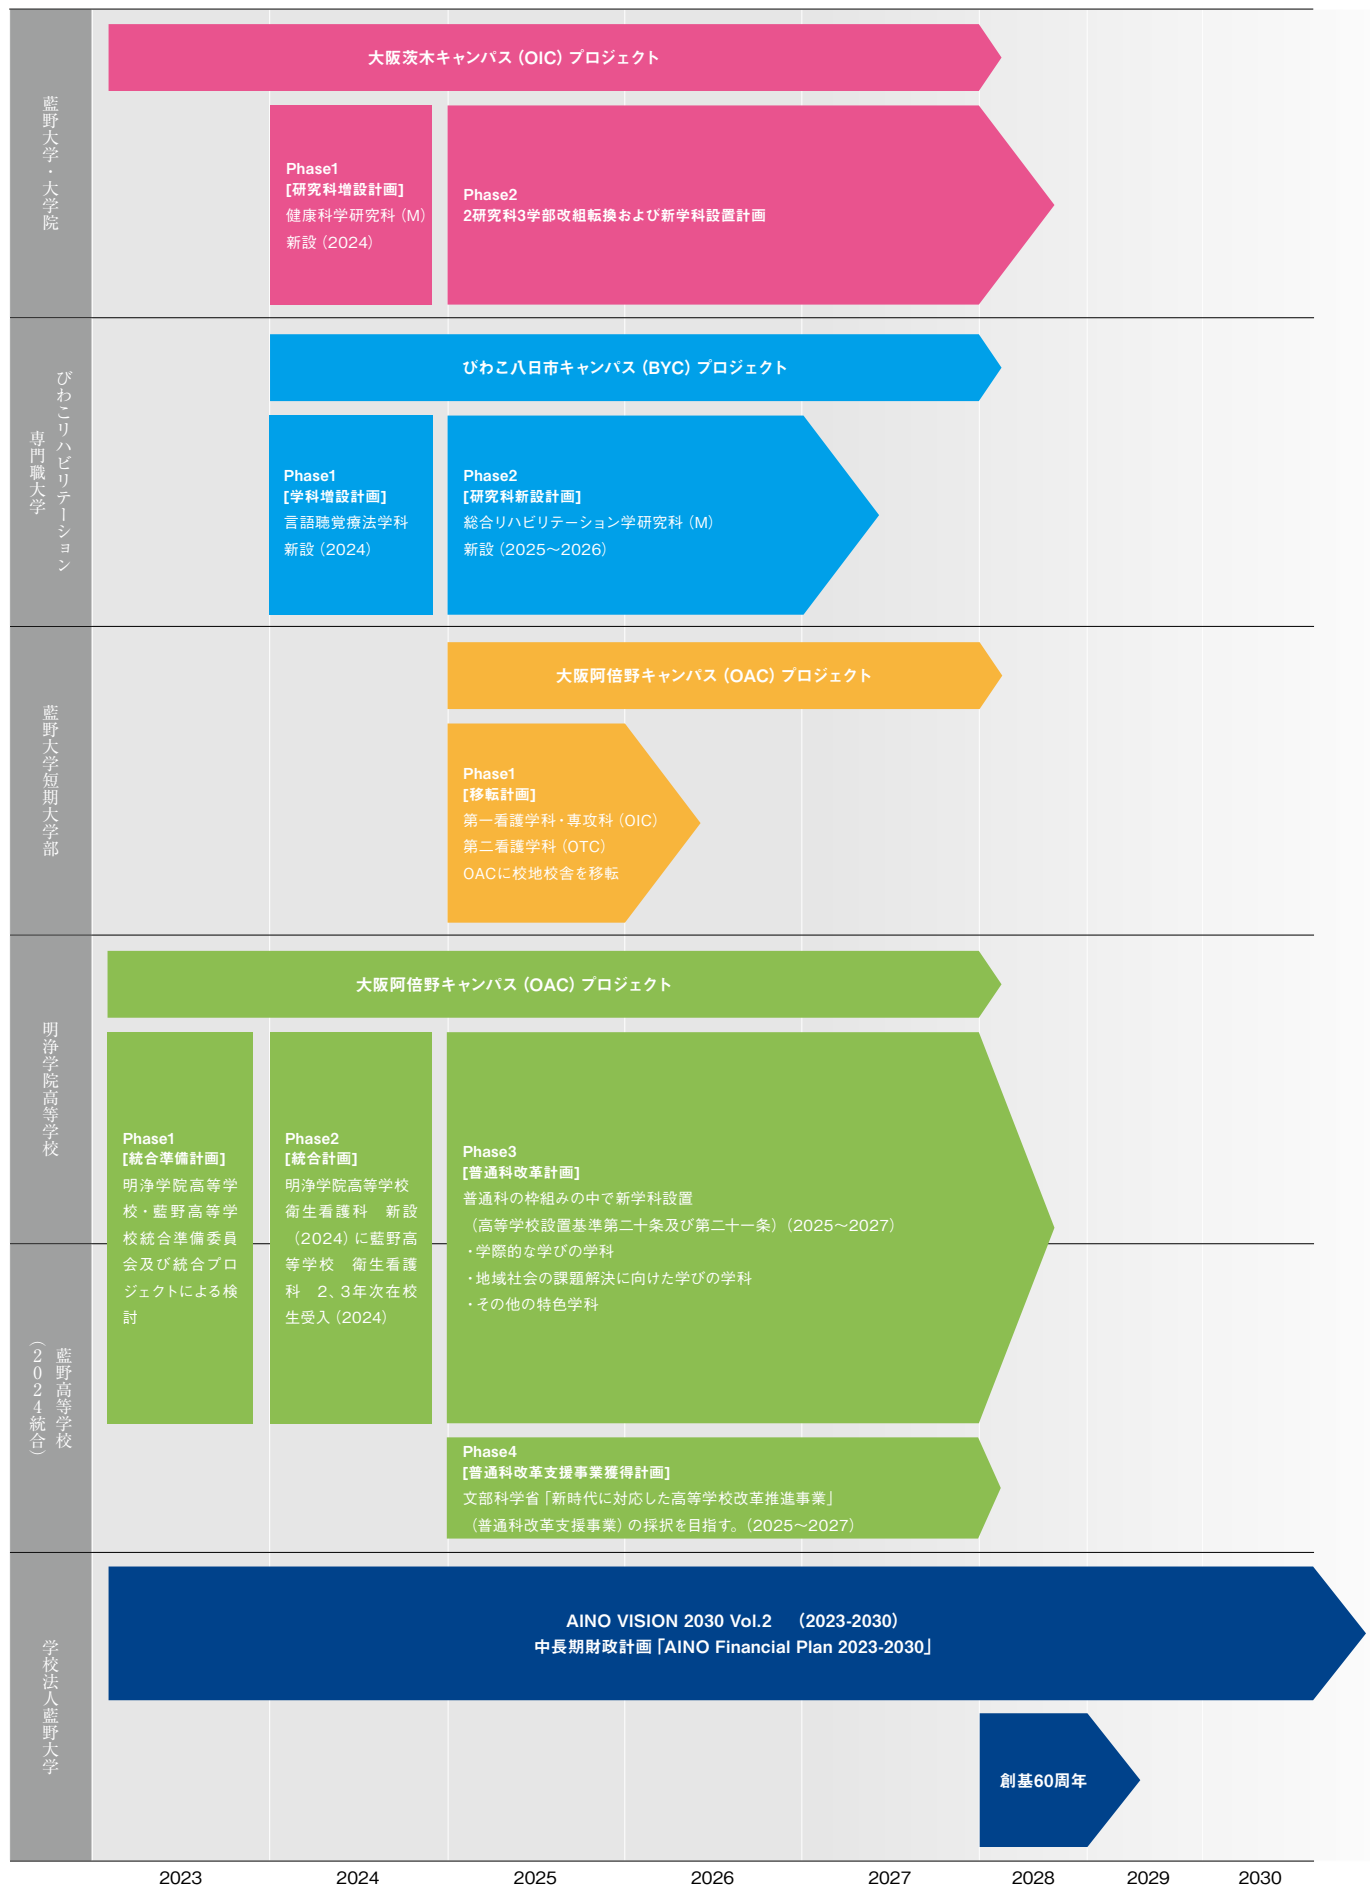 藍野大学・大学院
大阪茨木キャンパス（OIC）プロジェクト
Phase1
[研究科増設計画]
健康科学研究科（M）
新設（2024）
Phase2
2研究科3学部改組転換および新学科設置計画
びわこリハビリテーション
専門職大学
びわこ八日市キャンパス（BYC）プロジェクト
Phase1
[学科増設計画]
言語聴覚療法学科
新設（2024）
Phase2
[研究科新設計画]
総合リハビリテーション学研究科（M）
新設（2025〜2026）
藍野大学短期大学部
大阪阿倍野キャンパス（OAC）プロジェクト
Phase1
[移転計画]
第一看護学科・専攻科（OIC）
第二看護学科（OTC）
OACに校地校舎を移転
明浄学院高等学校
藍野高等学校
（2024統合）
大阪阿倍野キャンパス（OAC）プロジェクト
Phase1
[統合準備計画]
明浄学院高等学
校・藍野高等学
校統合準備委員
会及び統合プロ
ジェクトによる検
討
Phase2
[統合計画]
明浄学院高等学校
衛生看護科　新設
（2024）に藍野高
等学校　衛生看護
科　2、3年次在校
生受入（2024）
Phase3
[普通科改革計画]
普通科の枠組みの中で新学科設置
（高等学校設置基準第二十条及び第二十一条）（2025〜2027）
・学際的な学びの学科
・地域社会の課題解決に向けた学びの学科
・その他の特色学科
Phase4
[普通科改革支援事業獲得計画]
文部科学省「新時代に対応した高等学校改革推進事業」
（普通科改革支援事業）の採択を目指す。（2025〜2027）
学校法人藍野大学
AINO VISION 2030 Vol.2　（2023-2030）
中長期財政計画「AINO Financial Plan 2023-2030」
創基60周年
2023 2024 2025 2026 2027 2028 2029 2030